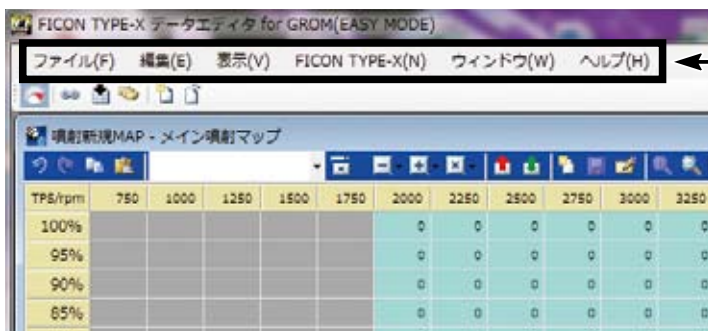 FICON TYPE-X データエディタ for GROM(EASY MODE)
ファイル(F) 編集(E) 表示(V) FICON TYPE-X(N) ウィンドウ(W) ヘルプ(H)
噴射新規MAP - メイン噴射マップ
TPS/rpm 750 1000 1250 1500 1750 2000 2250 2500 2750 3000 3250
100% 0 0 0 0 0 0
95% 0 0 0 0 0 0
90% 0 0 0 0 0 0
85% 0 0 0 0 0 0